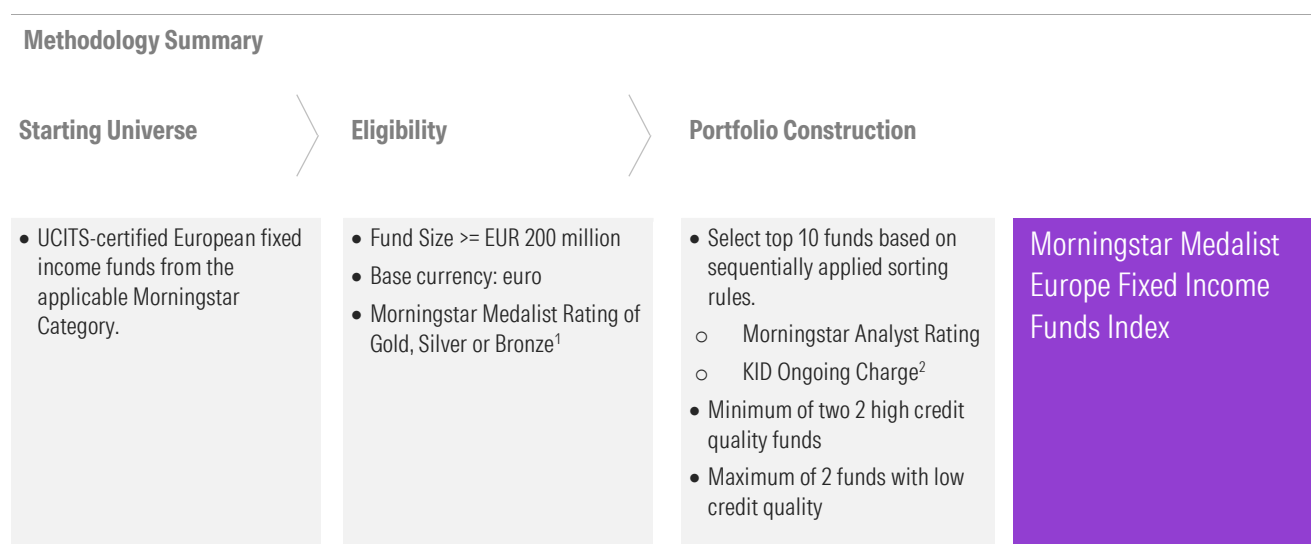 Methodology Summary
Starting Universe
Eligibility
Portfolio Construction
• UCITS-certified European fixed
income funds from the
applicable Morningstar
Category.
• Fund Size >= EUR 200 million
• Base currency: euro
• Morningstar Medalist Rating of
Gold, Silver or Bronze¹
• Select top 10 funds based on
sequentially applied sorting
rules.
o Morningstar Analyst Rating
o KID Ongoing Charge²
• Minimum of two 2 high credit
quality funds
• Maximum of 2 funds with low
credit quality
Morningstar Medalist
Europe Fixed Income
Funds Index